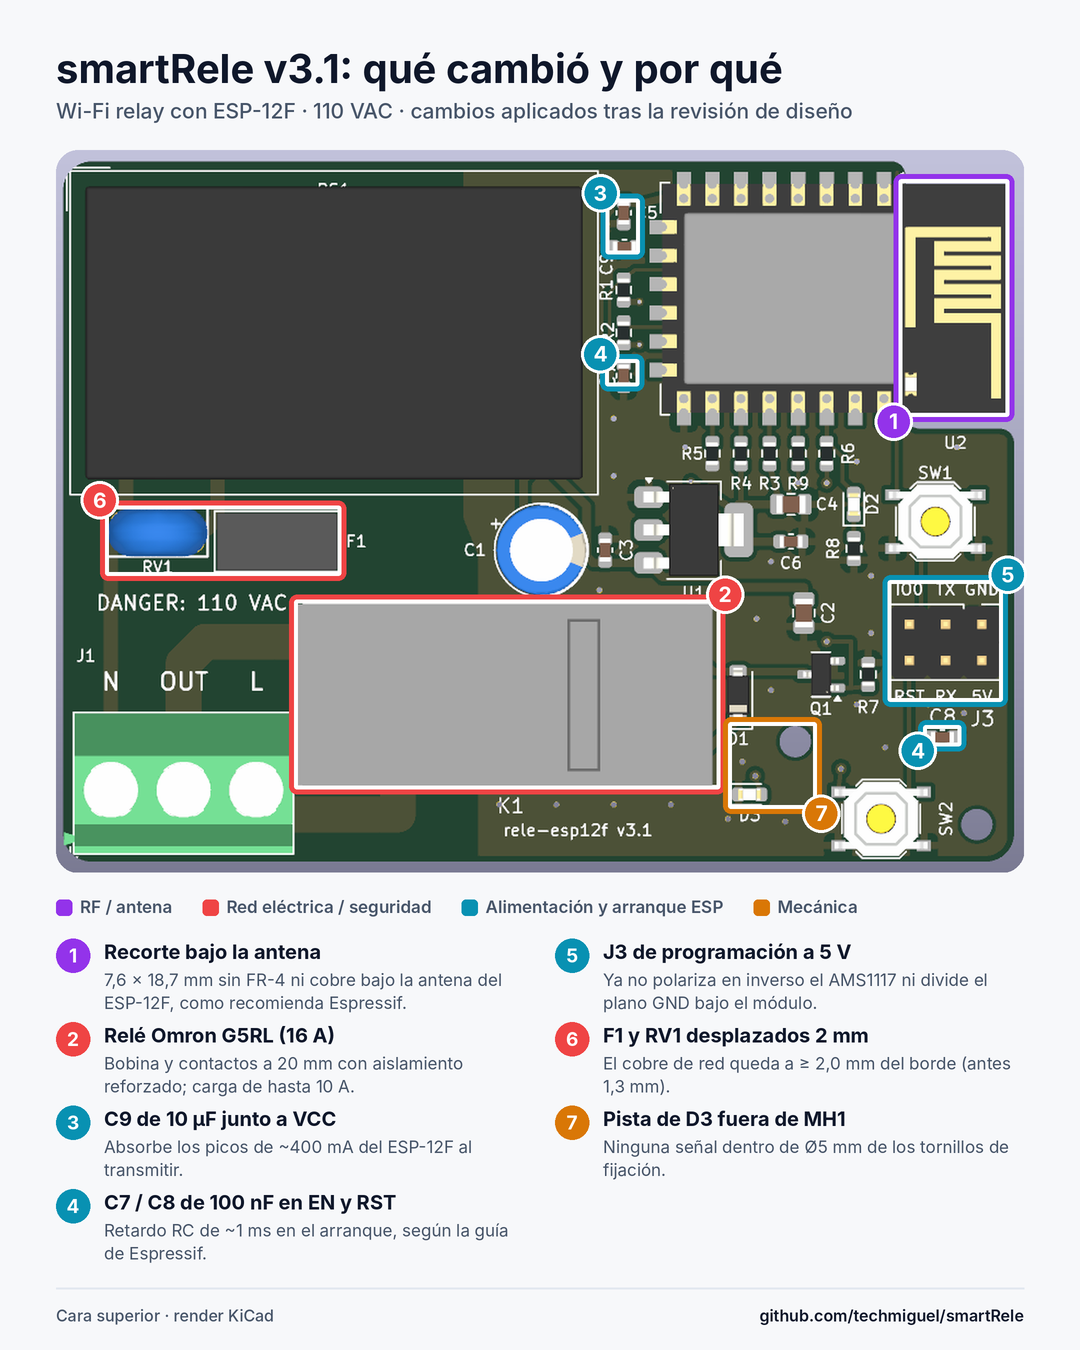 smartRele v3.1: qué cambió y por qué
Wi-Fi relay con ESP-12F · 110 VAC · cambios aplicados tras la revisión de diseño
3
C9
R1
4
1
U2
R5
R4 R3 R9
R6
SW1
6
RV1
F1
+
C1
C3
C4
D2
C6
R8
5
IO0 TX GND
DANGER: 110 VAC
2
C2
J1
N OUT L
Q1
R7
RST RX 5V
C8
J3
D1
4
7
D3
SW2
K1
rele-esp12f v3.1
RF / antena
Red eléctrica / seguridad
Alimentación y arranque ESP
Mecánica
1 Recorte bajo la antena
7,6 × 18,7 mm sin FR-4 ni cobre bajo la antena del
ESP-12F, como recomienda Espressif.
2 Relé Omron G5RL (16 A)
Bobina y contactos a 20 mm con aislamiento
reforzado; carga de hasta 10 A.
3 C9 de 10 µF junto a VCC
Absorbe los picos de ~400 mA del ESP-12F al
transmitir.
4 C7 / C8 de 100 nF en EN y RST
Retardo RC de ~1 ms en el arranque, según la guía
de Espressif.
5 J3 de programación a 5 V
Ya no polariza en inverso el AMS1117 ni divide el
plano GND bajo el módulo.
6 F1 y RV1 desplazados 2 mm
El cobre de red queda a ≥ 2,0 mm del borde (antes
1,3 mm).
7 Pista de D3 fuera de MH1
Ninguna señal dentro de Ø5 mm de los tornillos de
fijación.
Cara superior · render KiCad
github.com/techmiguel/smartRele